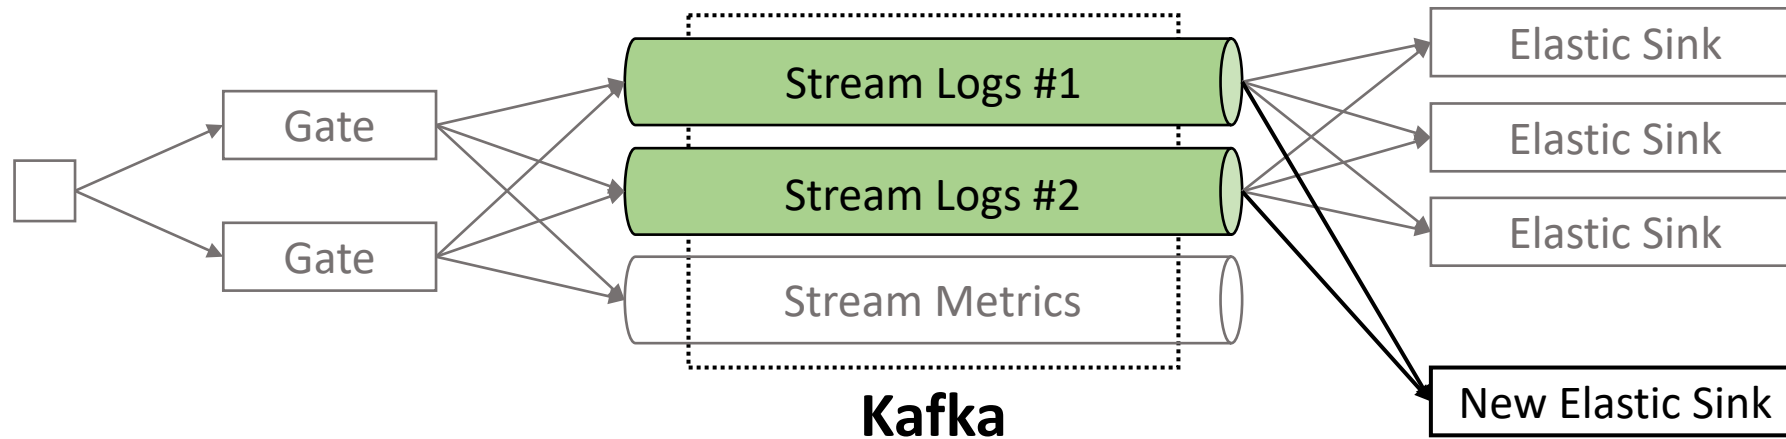 Gate
Gate
Stream Logs #1
Stream Logs #2
Stream Metrics
Kafka
Elastic Sink
Elastic Sink
Elastic Sink
New Elastic Sink